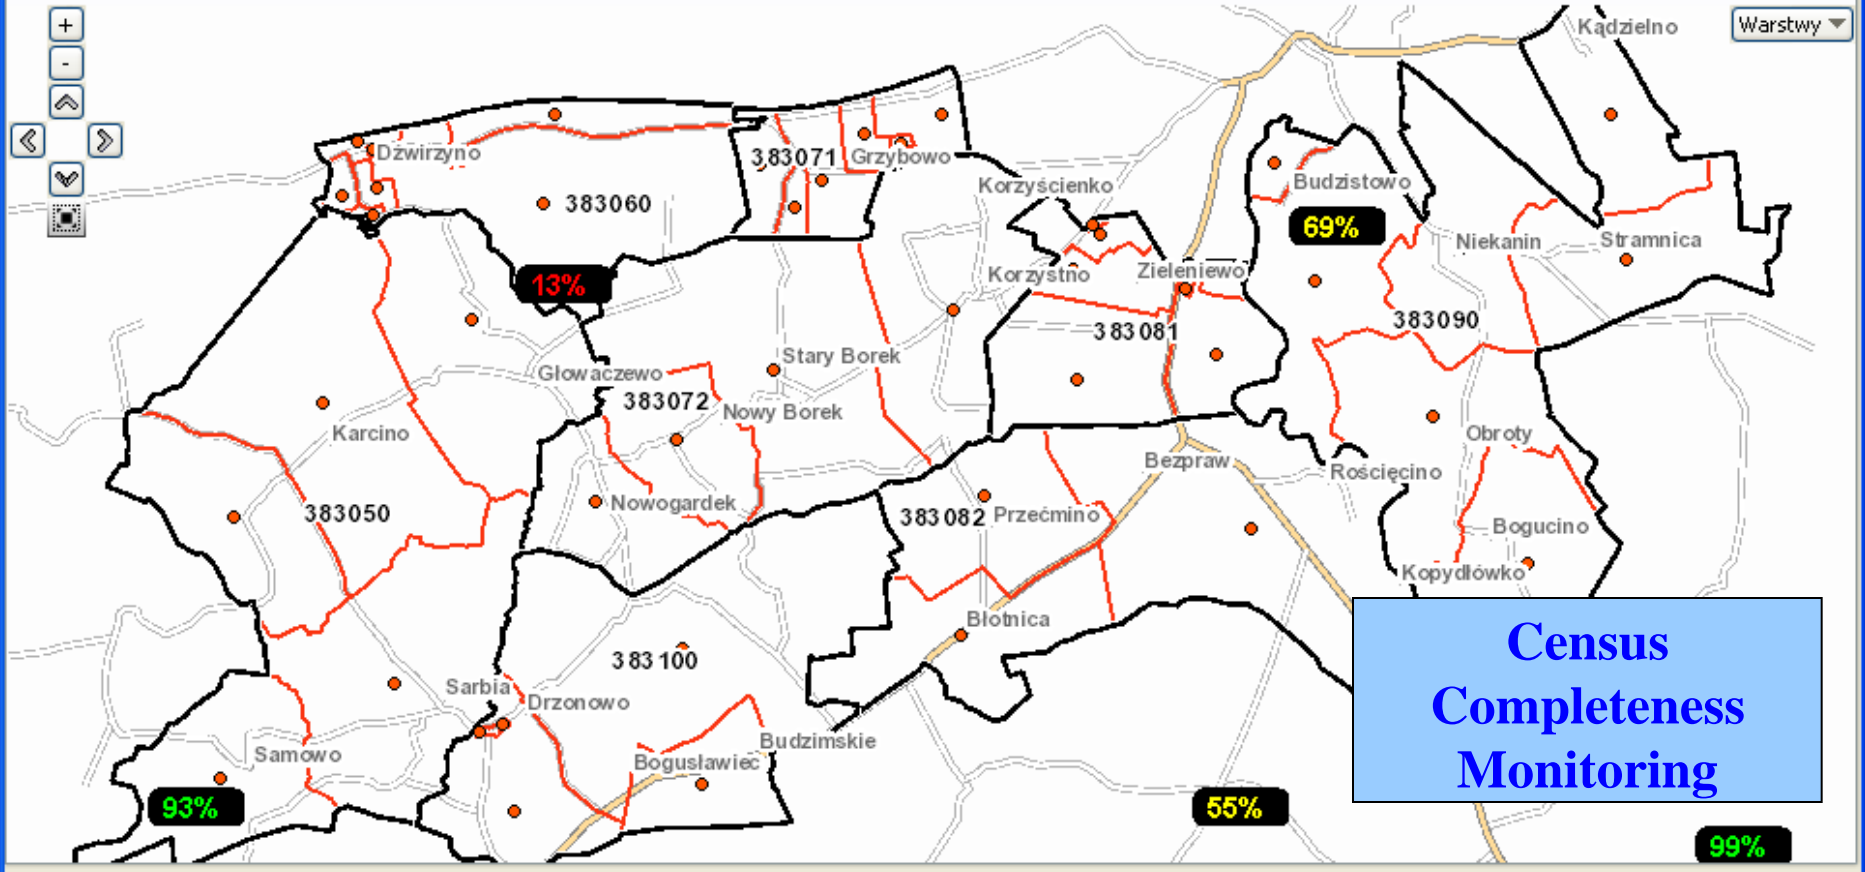 +
Warstwy
Kądzielno
-
Dźwirzyno
383071
Grzybowo
Korzyścienko
Budzistowo
383060
69%
Niekanin
Stramnica
13%
Korzystno
Zieleniewo
383081
383090
Stary Borek
Głowaczewo
383072
Nowy Borek
Karcino
Obroty
Bezpraw
Rościęcino
Nowogardek
383050
383082
Przećmino
Bogucino
Kopydłówko
Błotnica
383100
Sarbia
Drzonowo
Census
Completeness
Monitoring
Budzimskie
Samowo
Bogusławiec
93%
55%
99%